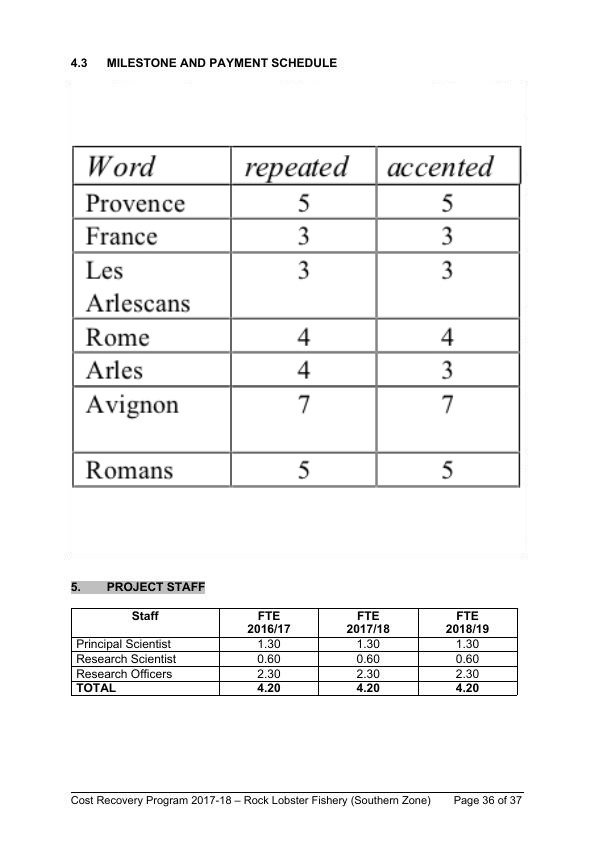 4.3 MILESTONE AND PAYMENT SCHEDULE
Word repeated accented
Provence 5 5
France 3 3
Les 3 3
Arlescans
Rome 4 4
Arles 4 3
Avignon 7 7
Romans 5 5
5. PROJECT STAFF
Staff FTE FTE FTE
2016/17 2017/18 2018/19
Principal Scientist 1.30 1.30 1.30
Research Scientist 0.60 0.60 0.60
Research Officers 2.30 2.30 2.30
TOTAL 4.20 4.20 4.20
Cost Recovery Program 2017-18 – Rock Lobster Fishery (Southern Zone) Page 36 of 37